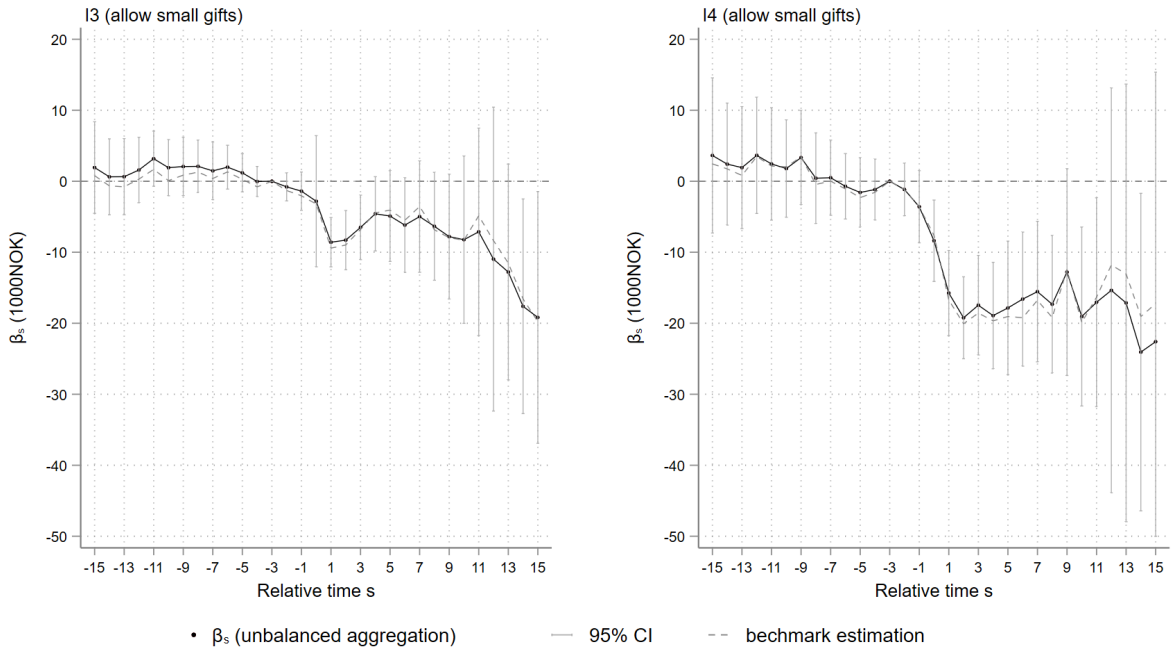 I3 (allow small gifts)
20
10
0
-10
-20
-30
-40
-50
βₛ (1000NOK)
-15 -13 -11 -9 -7 -5 -3 -1 1 3 5 7 9 11 13 15
Relative time s
I4 (allow small gifts)
20
10
0
-10
-20
-30
-40
-50
βₛ (1000NOK)
-15 -13 -11 -9 -7 -5 -3 -1 1 3 5 7 9 11 13 15
Relative time s
βₛ (unbalanced aggregation) 95% CI bechmark estimation